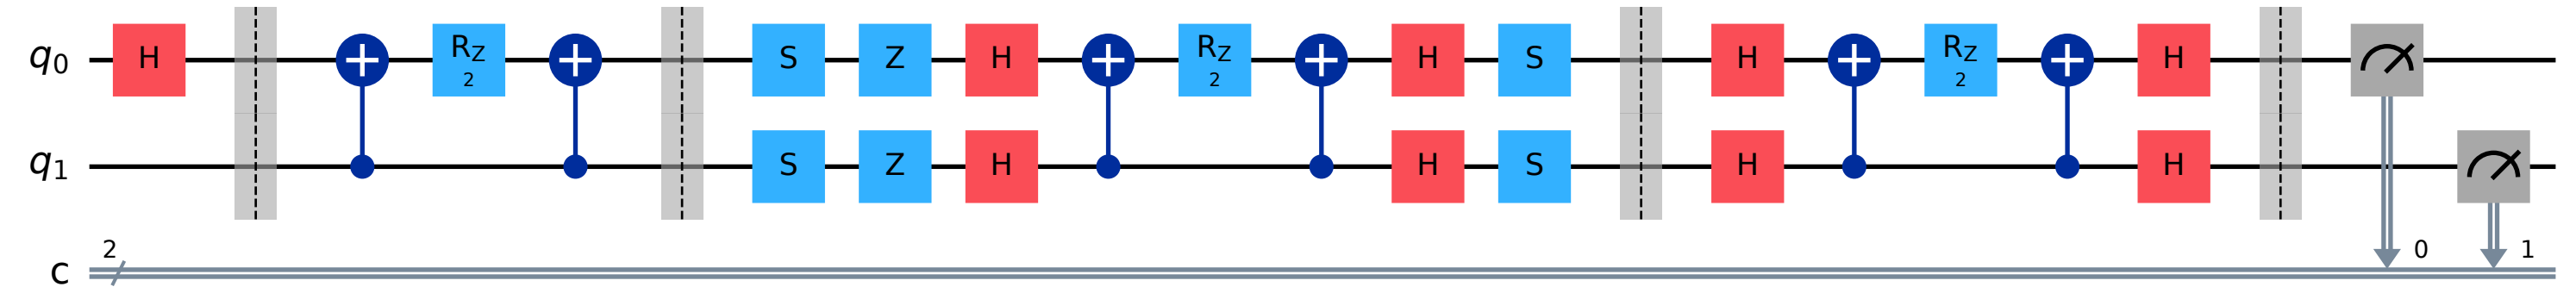 q0 H RZ 2 S Z H RZ 2 H S H RZ 2 H
q1 S Z H H S H H
c 2 0 1